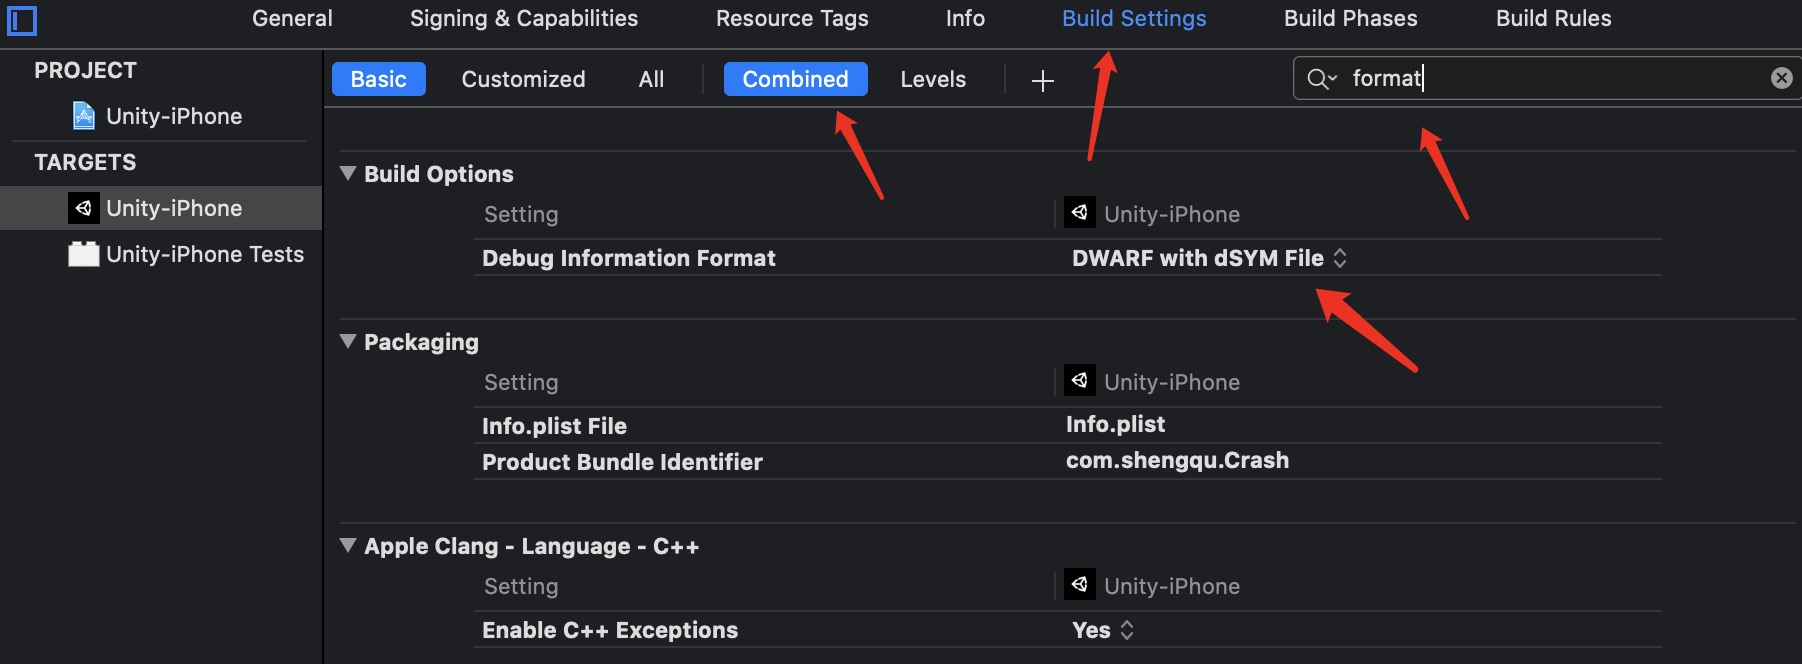 General Signing & Capabilities Resource Tags Info Build Settings Build Phases Build Rules
PROJECT
Unity-iPhone
TARGETS
Unity-iPhone
Unity-iPhone Tests
Basic Customized All Combined Levels + format
Build Options
Setting Unity-iPhone
Debug Information Format DWARF with dSYM File
Packaging
Setting Unity-iPhone
Info.plist File Info.plist
Product Bundle Identifier com.shengqu.Crash
Apple Clang - Language - C++
Setting Unity-iPhone
Enable C++ Exceptions Yes